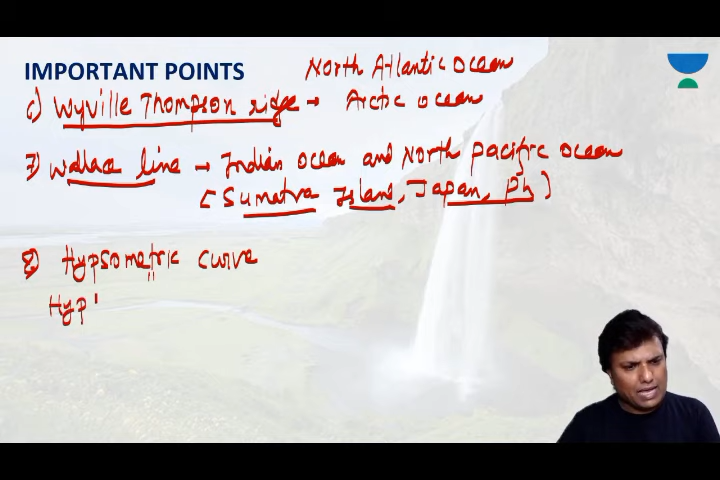 IMPORTANT POINTS
North Atlantic Ocean
6) Wyville Thompson ridge → Arctic Ocean
7) Wallace line → Indian Ocean and North Pacific Ocean
(Sumatra Island, Japan, Ph)
8) Hypsometric curve
Hyp